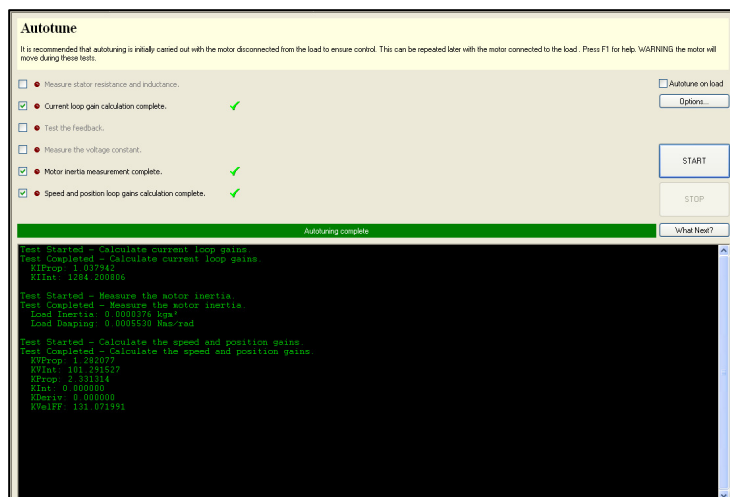 Autotune
It is recommended that autotuning is initially carried out with the motor disconnected from the load to ensure control. This can be repeated later with the motor connected to the load . Press F1 for help. WARNING the motor will
move during these tests.
Measure stator resistance and inductance.
Autotune on load
Current loop gain calculation complete.
Options...
Test the feedback.
Measure the voltage constant.
START
Motor inertia measurement complete.
Speed and position loop gains calculation complete.
STOP
Autotuning complete
What Next?
Test Started - Calculate current loop gains.
Test Completed - Calculate current loop gains.
KIProp: 1.037942
KIInt: 1284.200806
Test Started - Measure the motor inertia.
Test Completed - Measure the motor inertia.
Load Inertia: 0.0000376 kgm²
Load Damping: 0.0005530 Nms/rad
Test Started - Calculate the speed and position gains.
Test Completed - Calculate the speed and position gains.
KVProp: 1.282077
KVInt: 101.291527
KProp: 2.331314
KInt: 0.000000
KDeriv: 0.000000
KVelFF: 131.071991